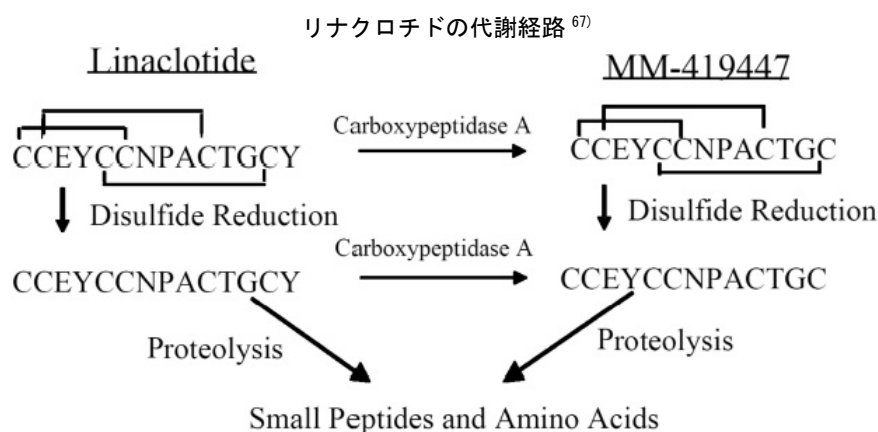 リナクロチドの代謝経路 67)
Linaclotide MM-419447
Carboxypeptidase A
CCEYCCNPACTGCY CCEYCCNPACTGC
Disulfide Reduction Disulfide Reduction
Carboxypeptidase A
CCEYCCNPACTGCY CCEYCCNPACTGC
Proteolysis Proteolysis
Small Peptides and Amino Acids